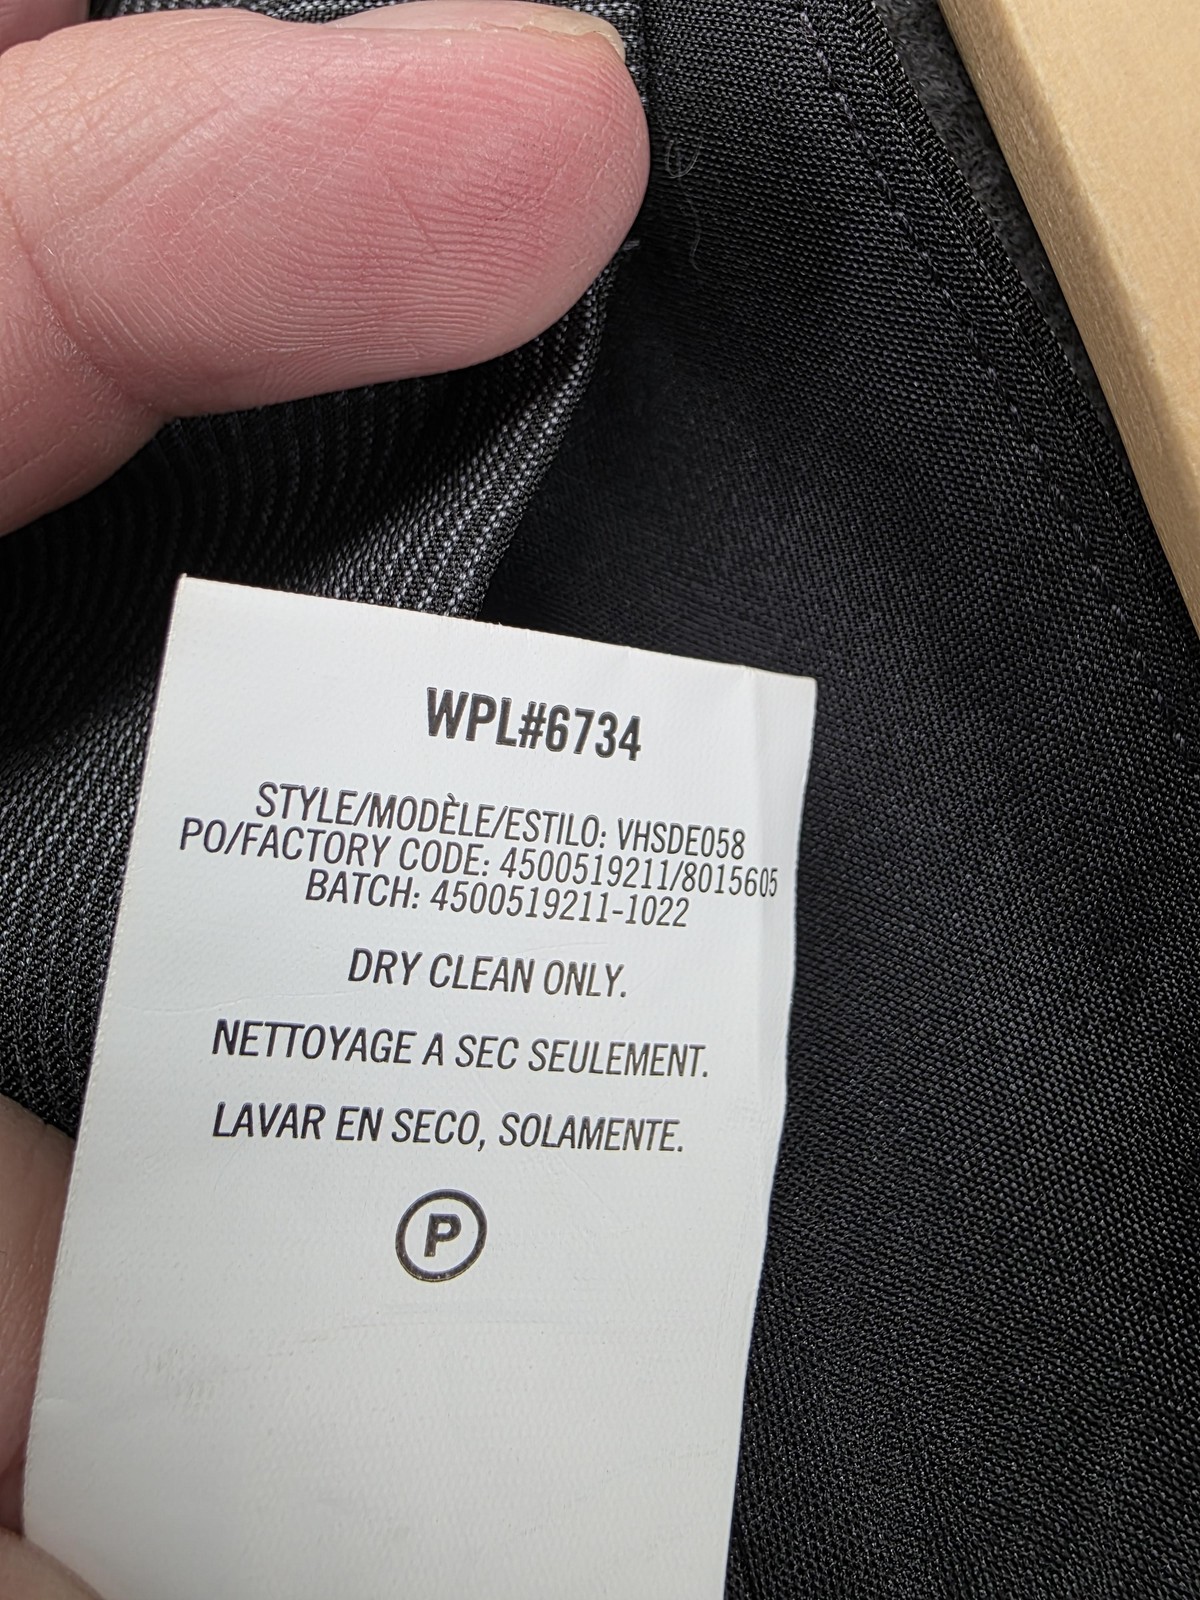 WPL#6734
STYLE/MODÈLE/ESTILO: VHSDE058
PO/FACTORY CODE: 4500519211/8015605
BATCH: 4500519211-1022
DRY CLEAN ONLY.
NETTOYAGE A SEC SEULEMENT.
LAVAR EN SECO, SOLAMENTE.
P